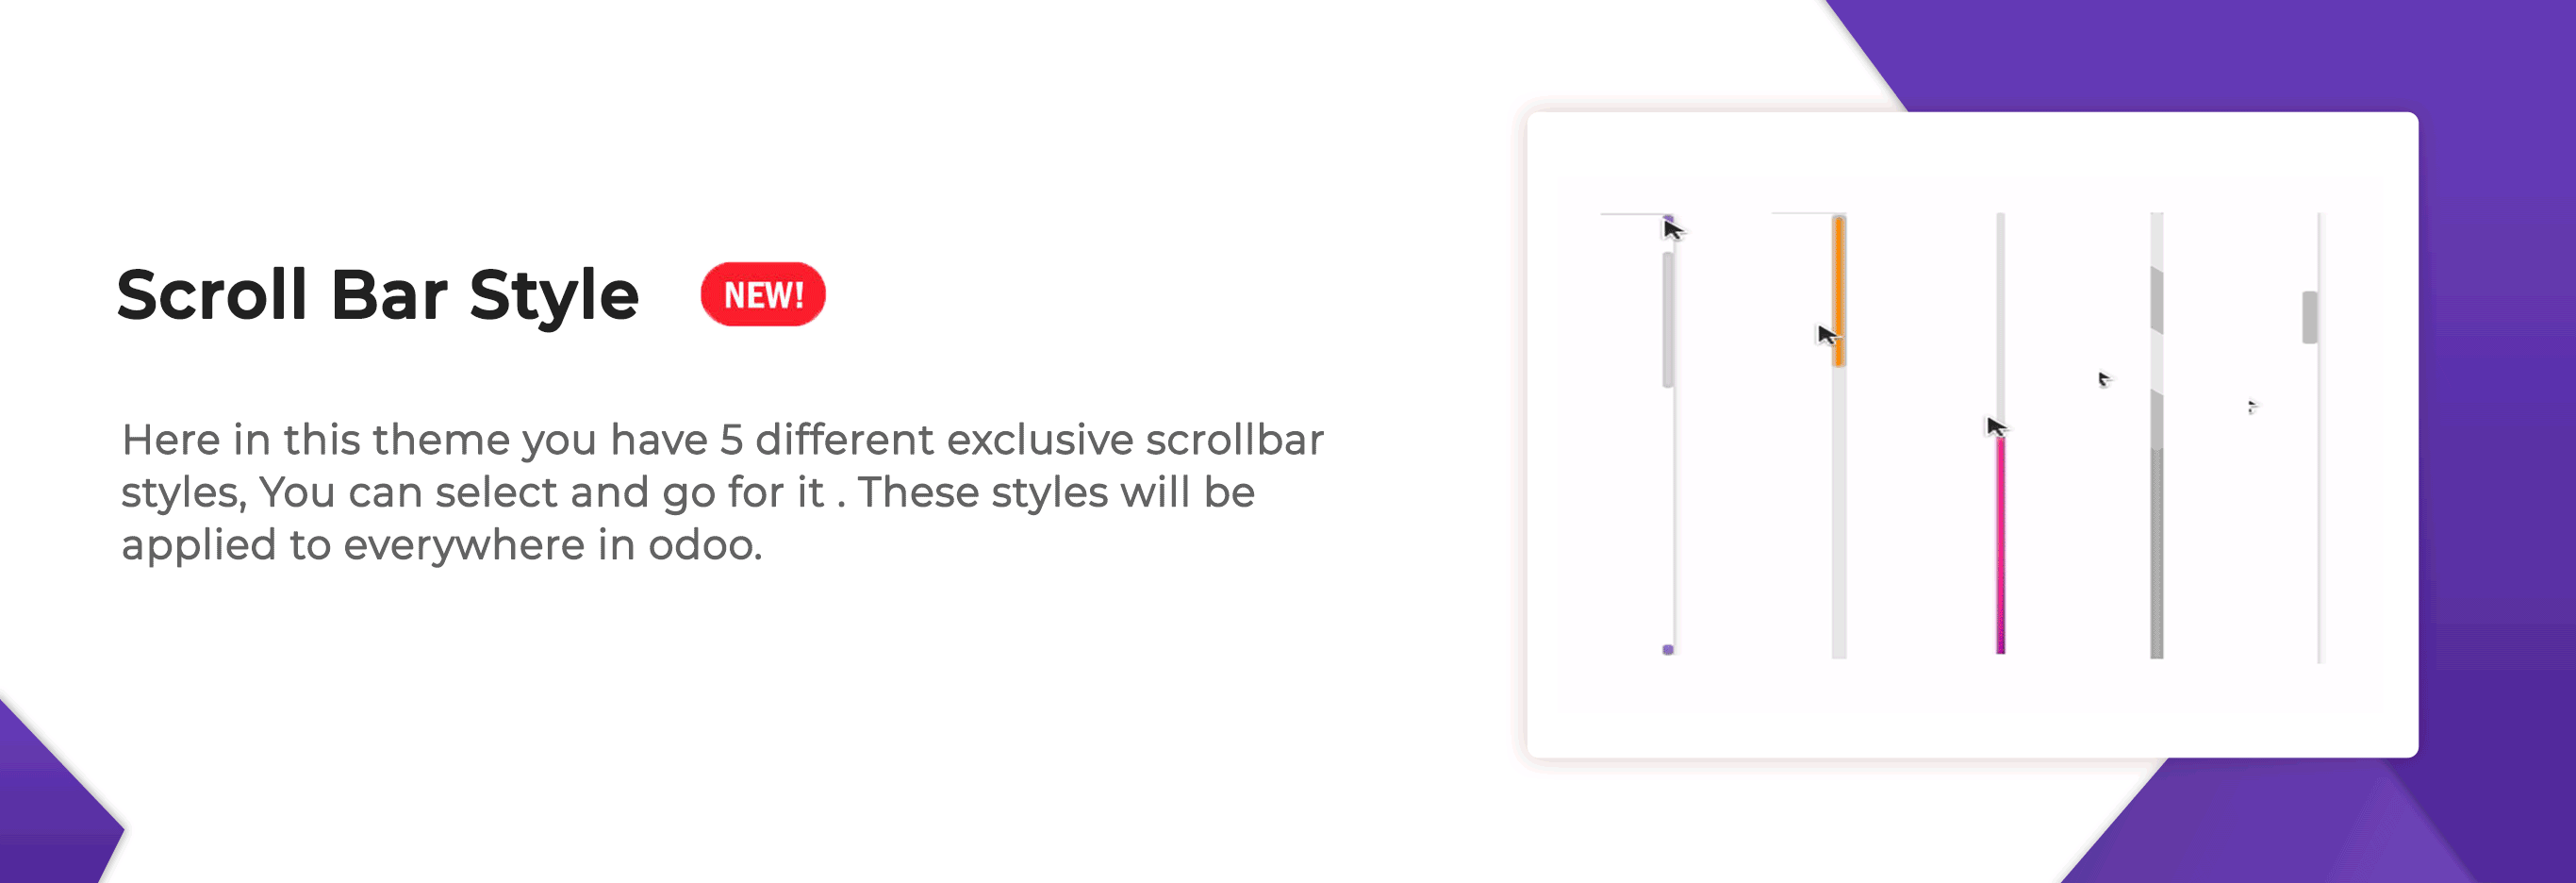 Scroll Bar Style NEW!
Here in this theme you have 5 different exclusive scrollbar
styles, You can select and go for it . These styles will be
applied to everywhere in odoo.